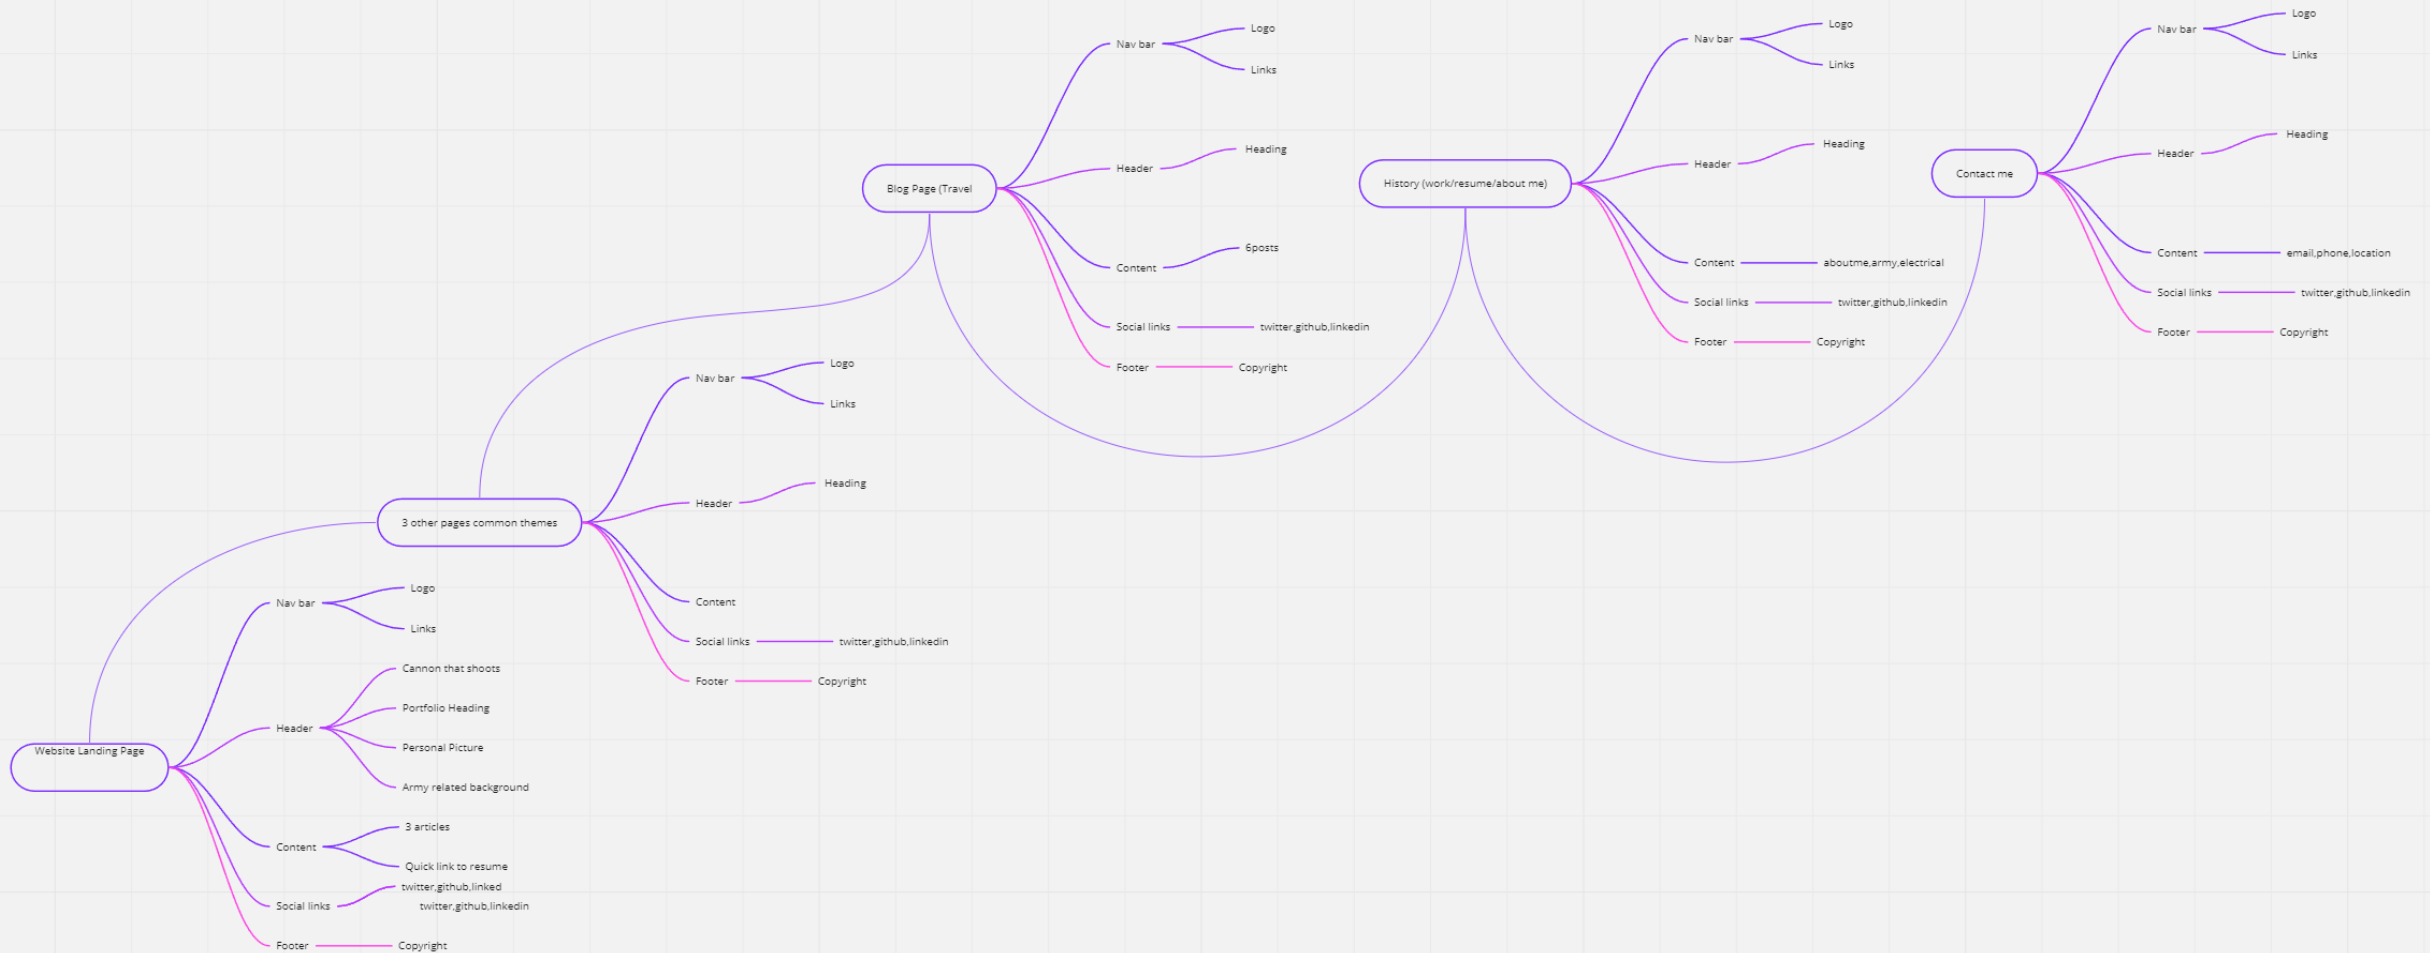 Website Landing Page
Nav bar
Logo
Links
Header
Cannon that shoots
Portfolio Heading
Personal Picture
Army related background
Content
3 articles
Quick link to resume
Social links
twitter,github,linked
twitter,github,linkedin
Footer
Copyright
3 other pages common themes
Nav bar
Logo
Links
Header
Heading
Content
Social links
twitter,github,linkedin
Footer
Copyright
Blog Page (Travel
Nav bar
Logo
Links
Header
Heading
Content
6posts
Social links
twitter,github,linkedin
Footer
Copyright
History (work/resume/about me)
Nav bar
Logo
Links
Header
Heading
Content
aboutme,army,electrical
Social links
twitter,github,linkedin
Footer
Copyright
Contact me
Nav bar
Logo
Links
Header
Heading
Content
email,phone,location
Social links
twitter,github,linkedin
Footer
Copyright